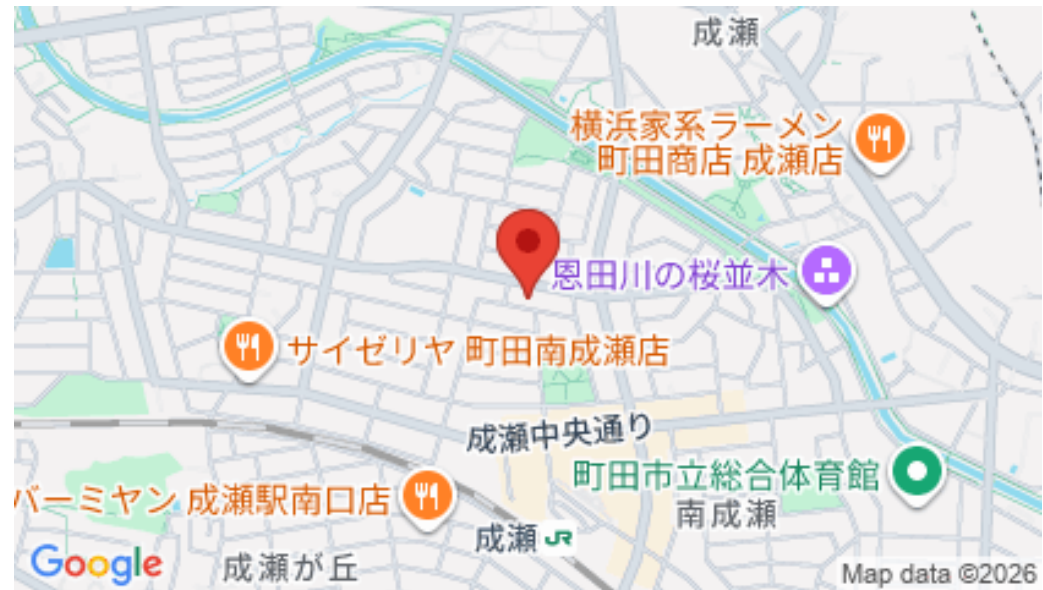 成瀬
横浜家系ラーメン
町田商店 成瀬店
恩田川の桜並木
サイゼリヤ 町田南成瀬店
成瀬中央通り
町田市立総合体育館
バーミヤン 成瀬駅南口店
南成瀬
成瀬 JR
成瀬が丘
Google
Map data ©2026